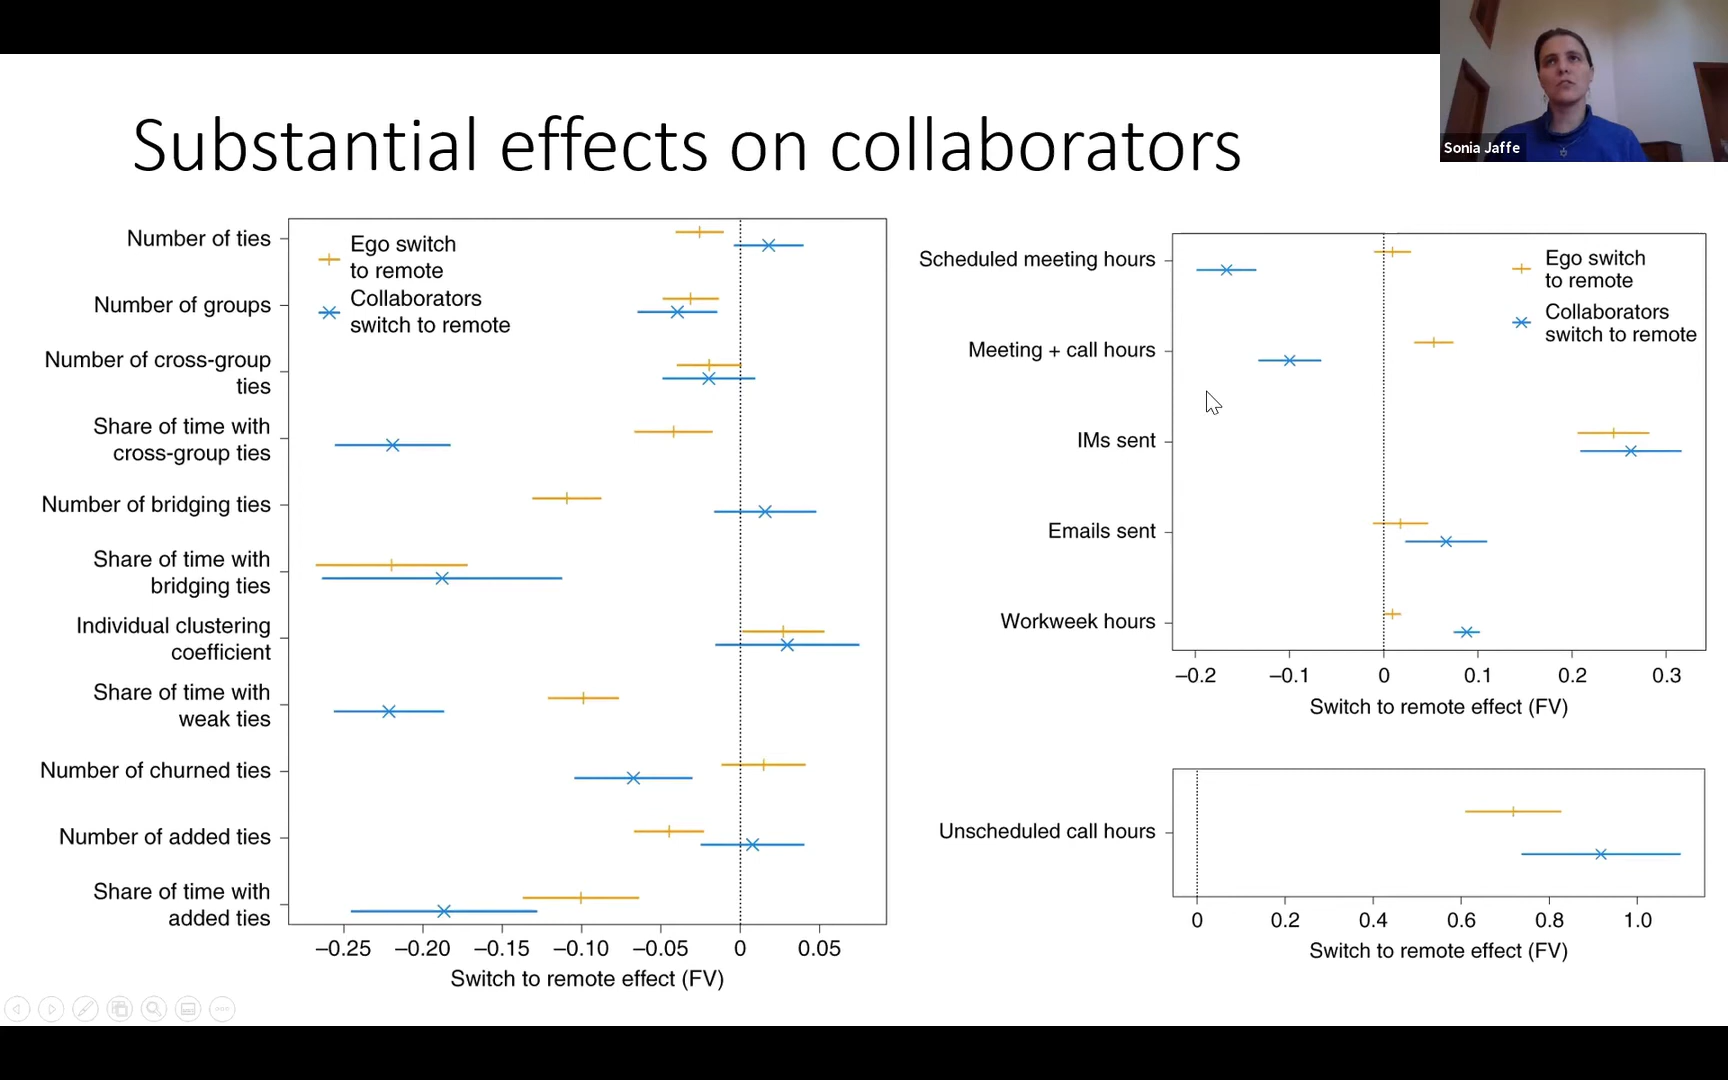 Sonia Jaffe
Substantial effects on collaborators
Number of ties
Number of groups
Number of cross-group
ties
Share of time with
cross-group ties
Number of bridging ties
Share of time with
bridging ties
Individual clustering
coefficient
Share of time with
weak ties
Number of churned ties
Number of added ties
Share of time with
added ties
Ego switch
to remote
Collaborators
switch to remote
−0.25 −0.20 −0.15 −0.10 −0.05 0 0.05
Switch to remote effect (FV)
Scheduled meeting hours
Meeting + call hours
IMs sent
Emails sent
Workweek hours
Ego switch
to remote
Collaborators
switch to remote
−0.2 −0.1 0 0.1 0.2 0.3
Switch to remote effect (FV)
Unscheduled call hours
0 0.2 0.4 0.6 0.8 1.0
Switch to remote effect (FV)